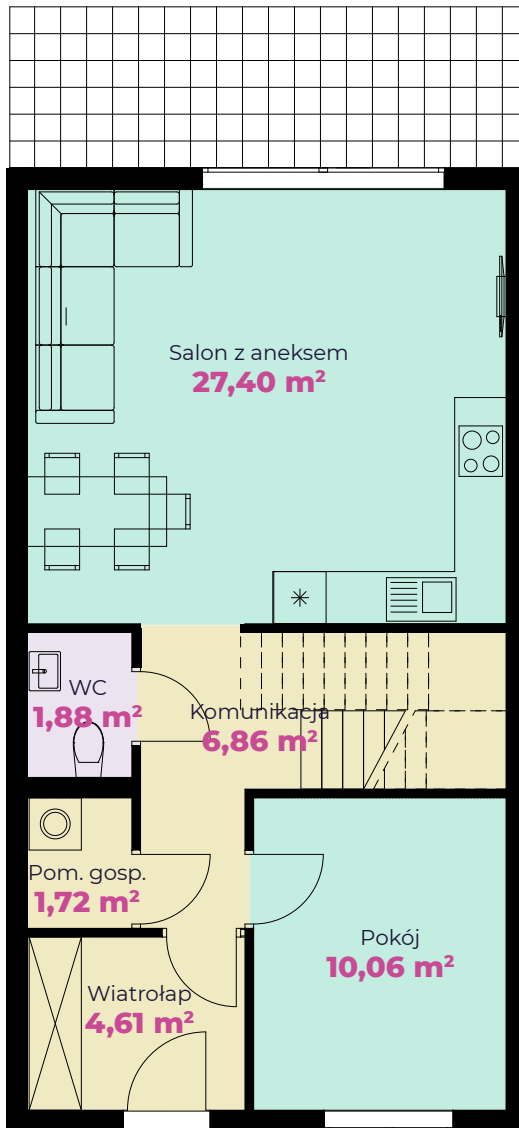 Salon z aneksem
27,40 m²
WC
1,88 m²
Komunikacja
6,86 m²
Pom. gosp.
1,72 m²
Pokój
10,06 m²
Wiatrołap
4,61 m²